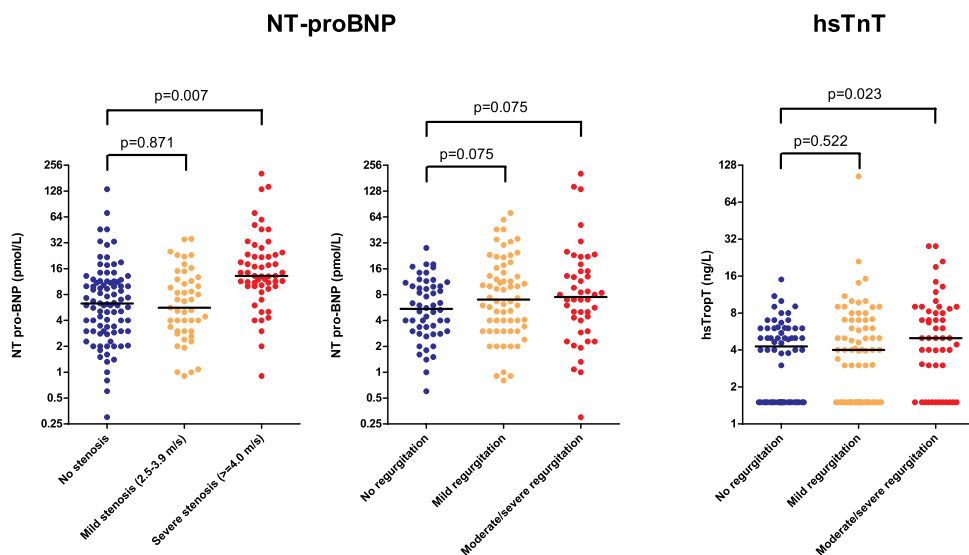 NT-proBNP
hsTnT
p=0.007
p=0.871
NT pro-BNP (pmol/L)
256
128
64
32
16
8
4
2
1
0.5
0.25
No stenosis
Mild stenosis (2.5-3.9 m/s)
Severe stenosis (>=4.0 m/s)
p=0.075
p=0.075
NT pro-BNP (pmol/L)
256
128
64
32
16
8
4
2
1
0.5
0.25
No regurgitation
Mild regurgitation
Moderate/severe regurgitation
p=0.023
p=0.522
hsTropT (ng/L)
128
64
32
16
8
4
2
1
No regurgitation
Mild regurgitation
Moderate/severe regurgitation